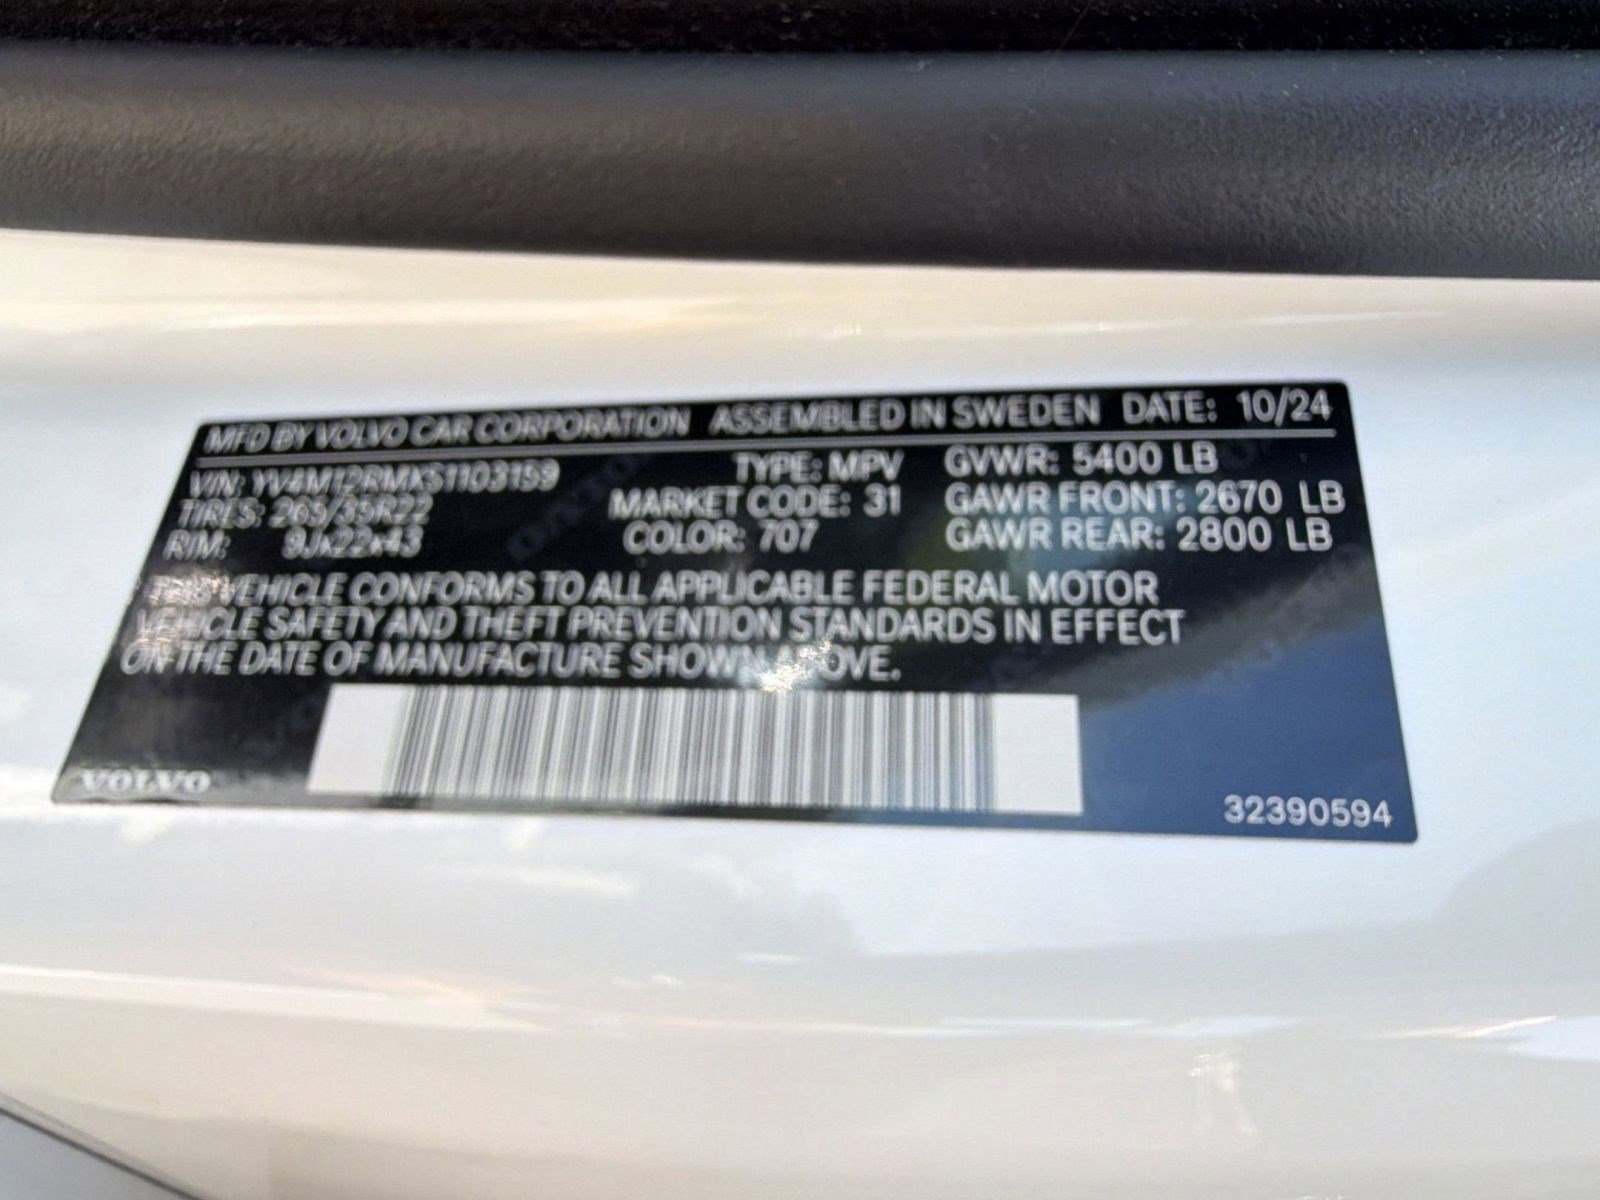 MFD BY VOLVO CAR CORPORATION ASSEMBLED IN SWEDEN DATE: 10/24
VIN: YV4M12RMXS1103159 TYPE: MPV GVWR: 5400 LB
TIRES: 265/35R22 MARKET CODE: 31 GAWR FRONT: 2670 LB
RIM: 9Jx22x43 COLOR: 707 GAWR REAR: 2800 LB
THIS VEHICLE CONFORMS TO ALL APPLICABLE FEDERAL MOTOR
VEHICLE SAFETY AND THEFT PREVENTION STANDARDS IN EFFECT
ON THE DATE OF MANUFACTURE SHOWN ABOVE.
VOLVO
32390594